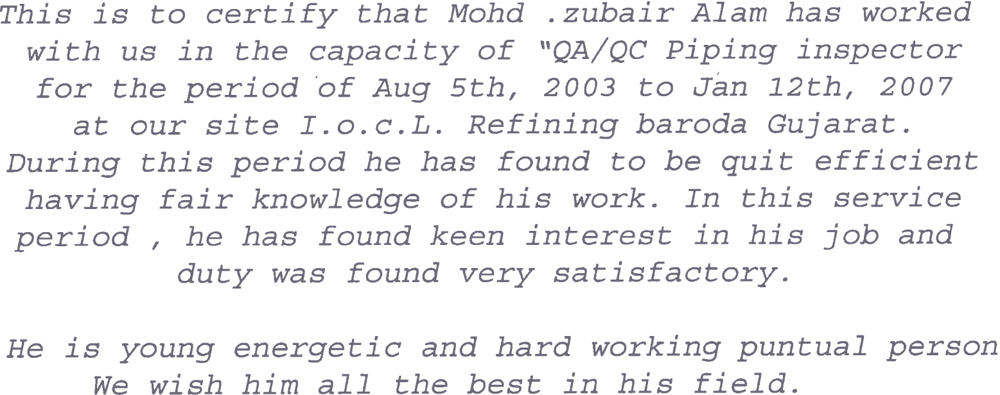 This is to certify that Mohd .zubair Alam has worked
with us in the capacity of "QA/QC Piping inspector
for the period of Aug 5th, 2003 to Jan 12th, 2007
at our site I.o.c.L. Refining baroda Gujarat.
During this period he has found to be quit efficient
having fair knowledge of his work. In this service
period , he has found keen interest in his job and
duty was found very satisfactory.
He is young energetic and hard working puntual person
We wish him all the best in his field.